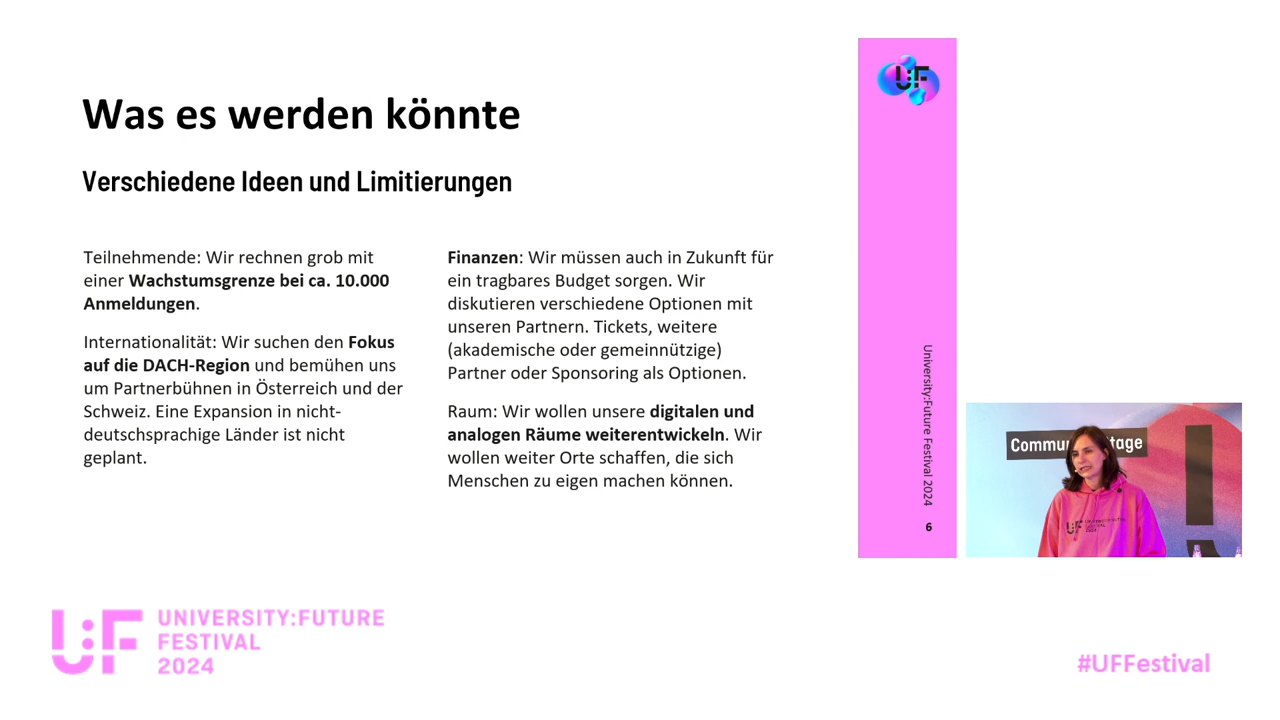 Was es werden könnte
Verschiedene Ideen und Limitierungen
Teilnehmende: Wir rechnen grob mit
einer Wachstumsgrenze bei ca. 10.000
Anmeldungen.
Internationalität: Wir suchen den Fokus
auf die DACH-Region und bemühen uns
um Partnerbühnen in Österreich und der
Schweiz. Eine Expansion in nicht-
deutschsprachige Länder ist nicht
geplant.
Finanzen: Wir müssen auch in Zukunft für
ein tragbares Budget sorgen. Wir
diskutieren verschiedene Optionen mit
unseren Partnern. Tickets, weitere
(akademische oder gemeinnützige)
Partner oder Sponsoring als Optionen.
Raum: Wir wollen unsere digitalen und
analogen Räume weiterentwickeln. Wir
wollen weiter Orte schaffen, die sich
Menschen zu eigen machen können.
U:F
University:Future Festival 2024
6
Commu tage
U:F
UNIVERSITY:FUTURE
FESTIVAL
2024
#UFFestival